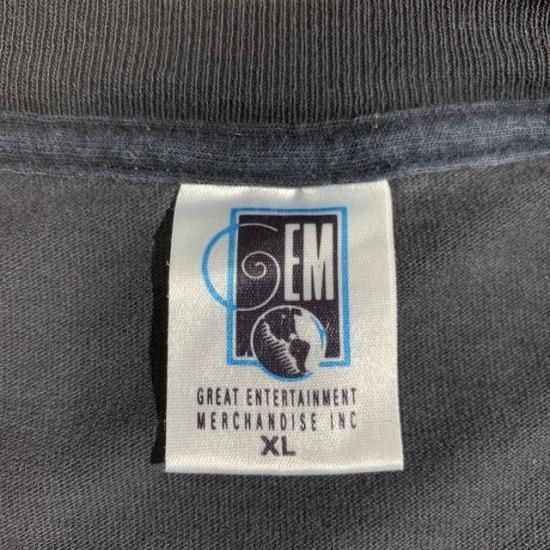 GEM
GREAT ENTERTAINMENT
MERCHANDISE INC
XL